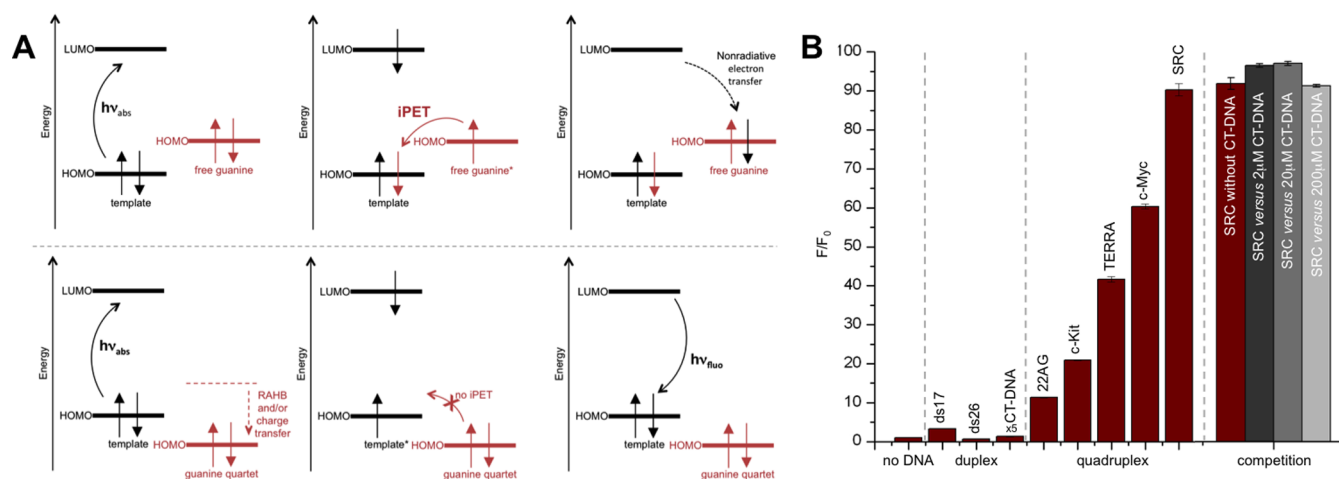 A
Energy
LUMO
hνabs
HOMO
template
HOMO
free guanine
Energy
LUMO
iPET
HOMO
template
HOMO
free guanine*
Energy
LUMO
Nonradiative
electron
transfer
HOMO
template
HOMO
free guanine
Energy
LUMO
hνabs
HOMO
template
RAHB
and/or
charge
transfer
HOMO
guanine quartet
Energy
LUMO
no iPET
HOMO
template*
HOMO
guanine quartet
Energy
LUMO
hνfluo
HOMO
template
HOMO
guanine quartet
B
F/F0
100
90
80
70
60
50
40
30
20
10
0
ds17
ds26
CT-DNA
22AG
c-Kit
TERRA
c-Myc
SRC
SRC without CT-DNA
SRC versus 2µM CT-DNA
SRC versus 20µM CT-DNA
SRC versus 200µM CT-DNA
no DNA
duplex
quadruplex
competition